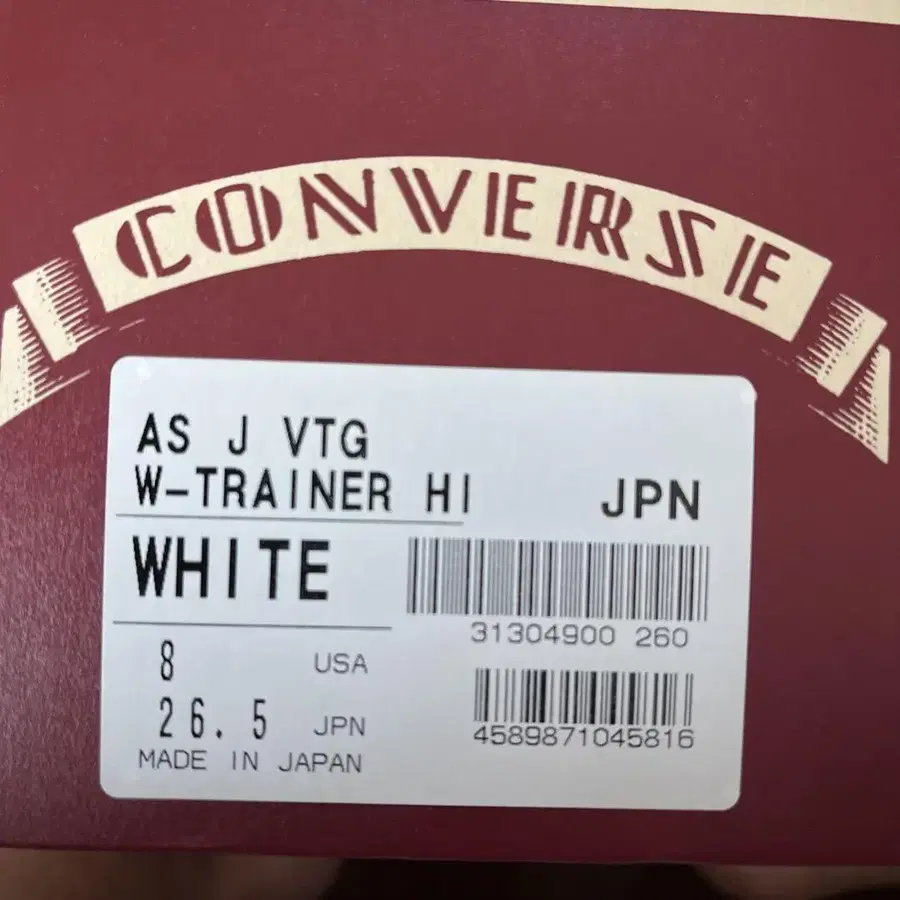 CONVERSE
AS J VTG
W-TRAINER HI
JPN
WHITE
31304900 260
8 USA
26.5 JPN
4589871045816
MADE IN JAPAN